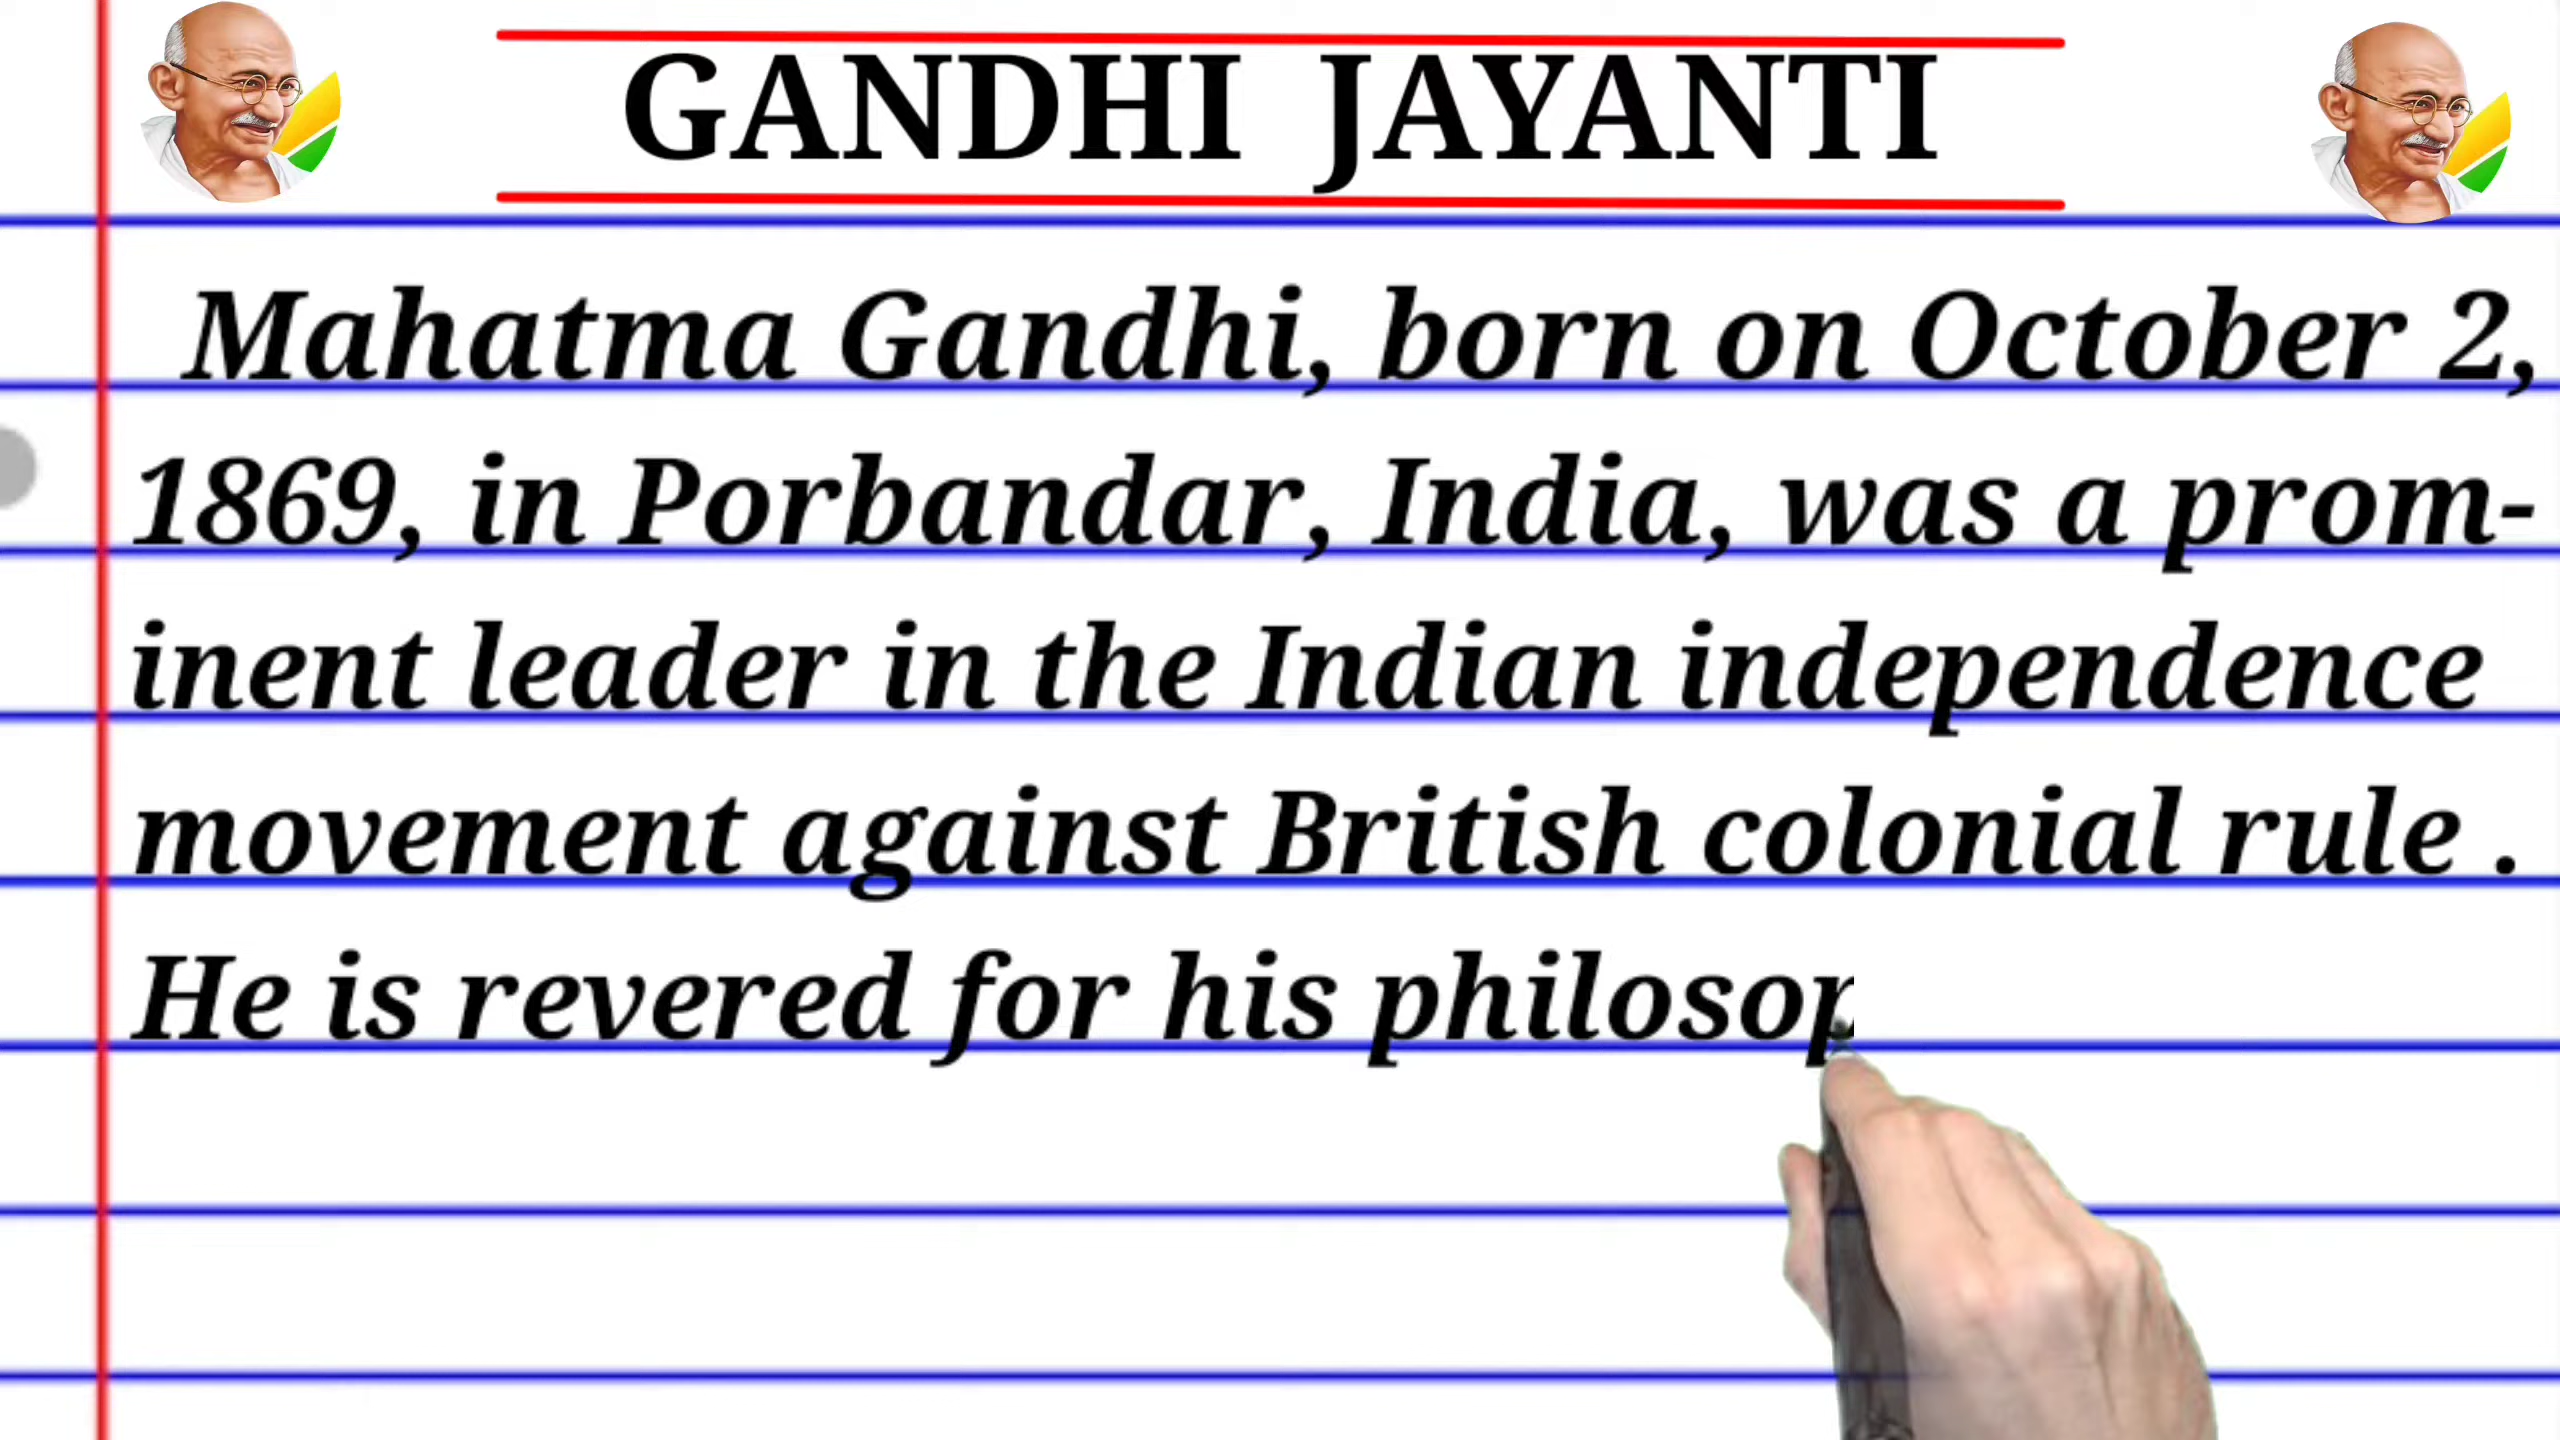 GANDHI JAYANTI
Mahatma Gandhi, born on October 2,
1869, in Porbandar, India, was a prom-
inent leader in the Indian independence
movement against British colonial rule .
He is revered for his philosop